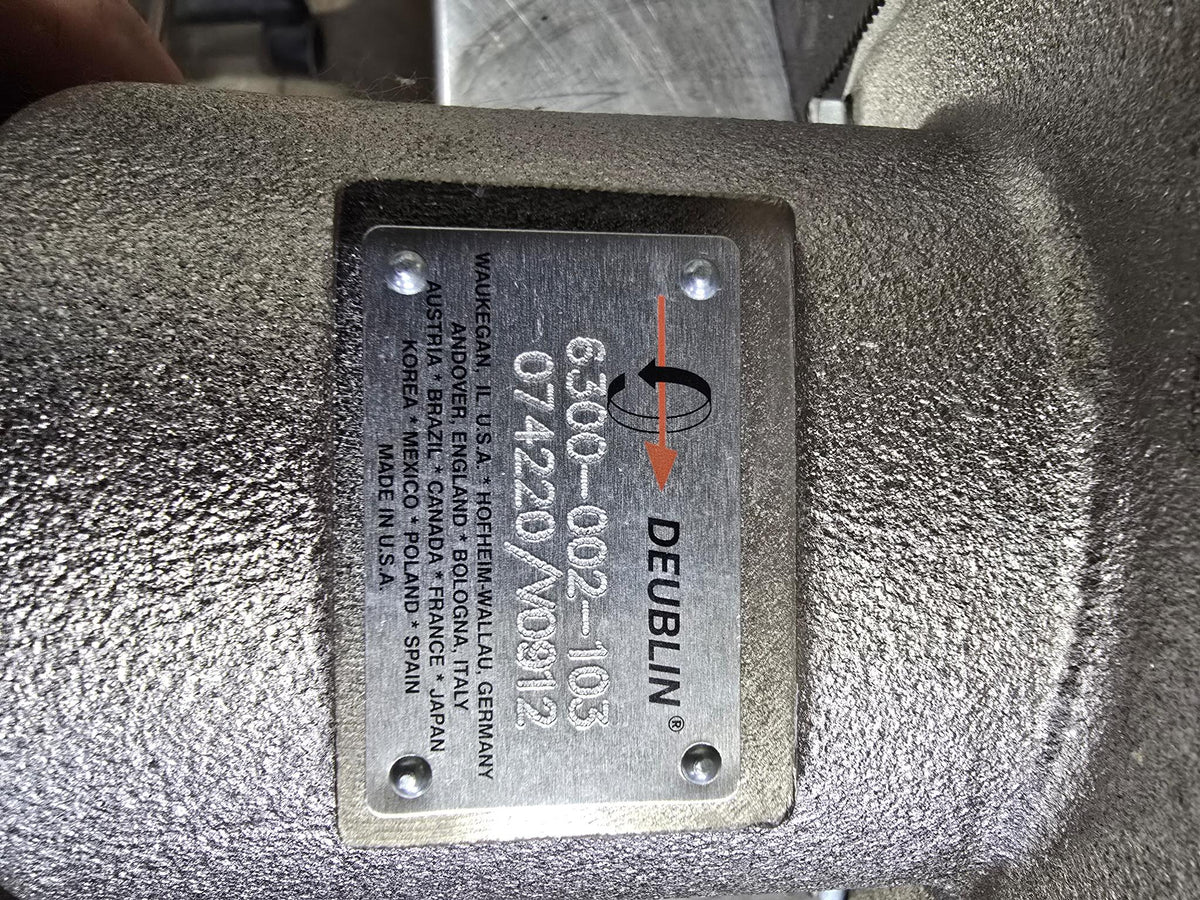 DEUBLIN®
6300-002-103
074220/V0912
WAUKEGAN, IL U.S.A. * HOFHEIM-WALLAU, GERMANY
ANDOVER, ENGLAND * BOLOGNA, ITALY
AUSTRIA * BRAZIL * CANADA * FRANCE * JAPAN
KOREA * MEXICO * POLAND * SPAIN
MADE IN U.S.A.